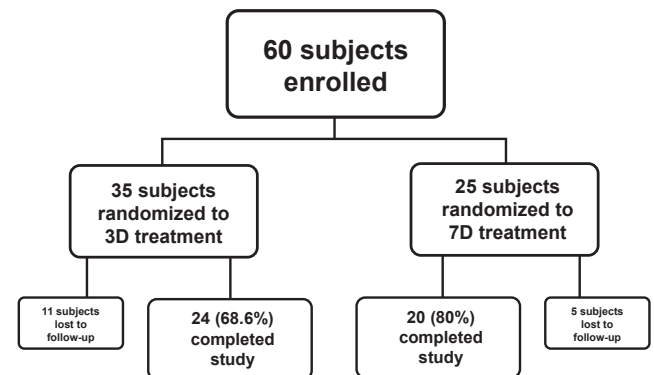 60 subjects
enrolled
35 subjects
randomized to
3D treatment
25 subjects
randomized to
7D treatment
11 subjects
lost to
follow-up
24 (68.6%)
completed
study
20 (80%)
completed
study
5 subjects
lost to
follow-up